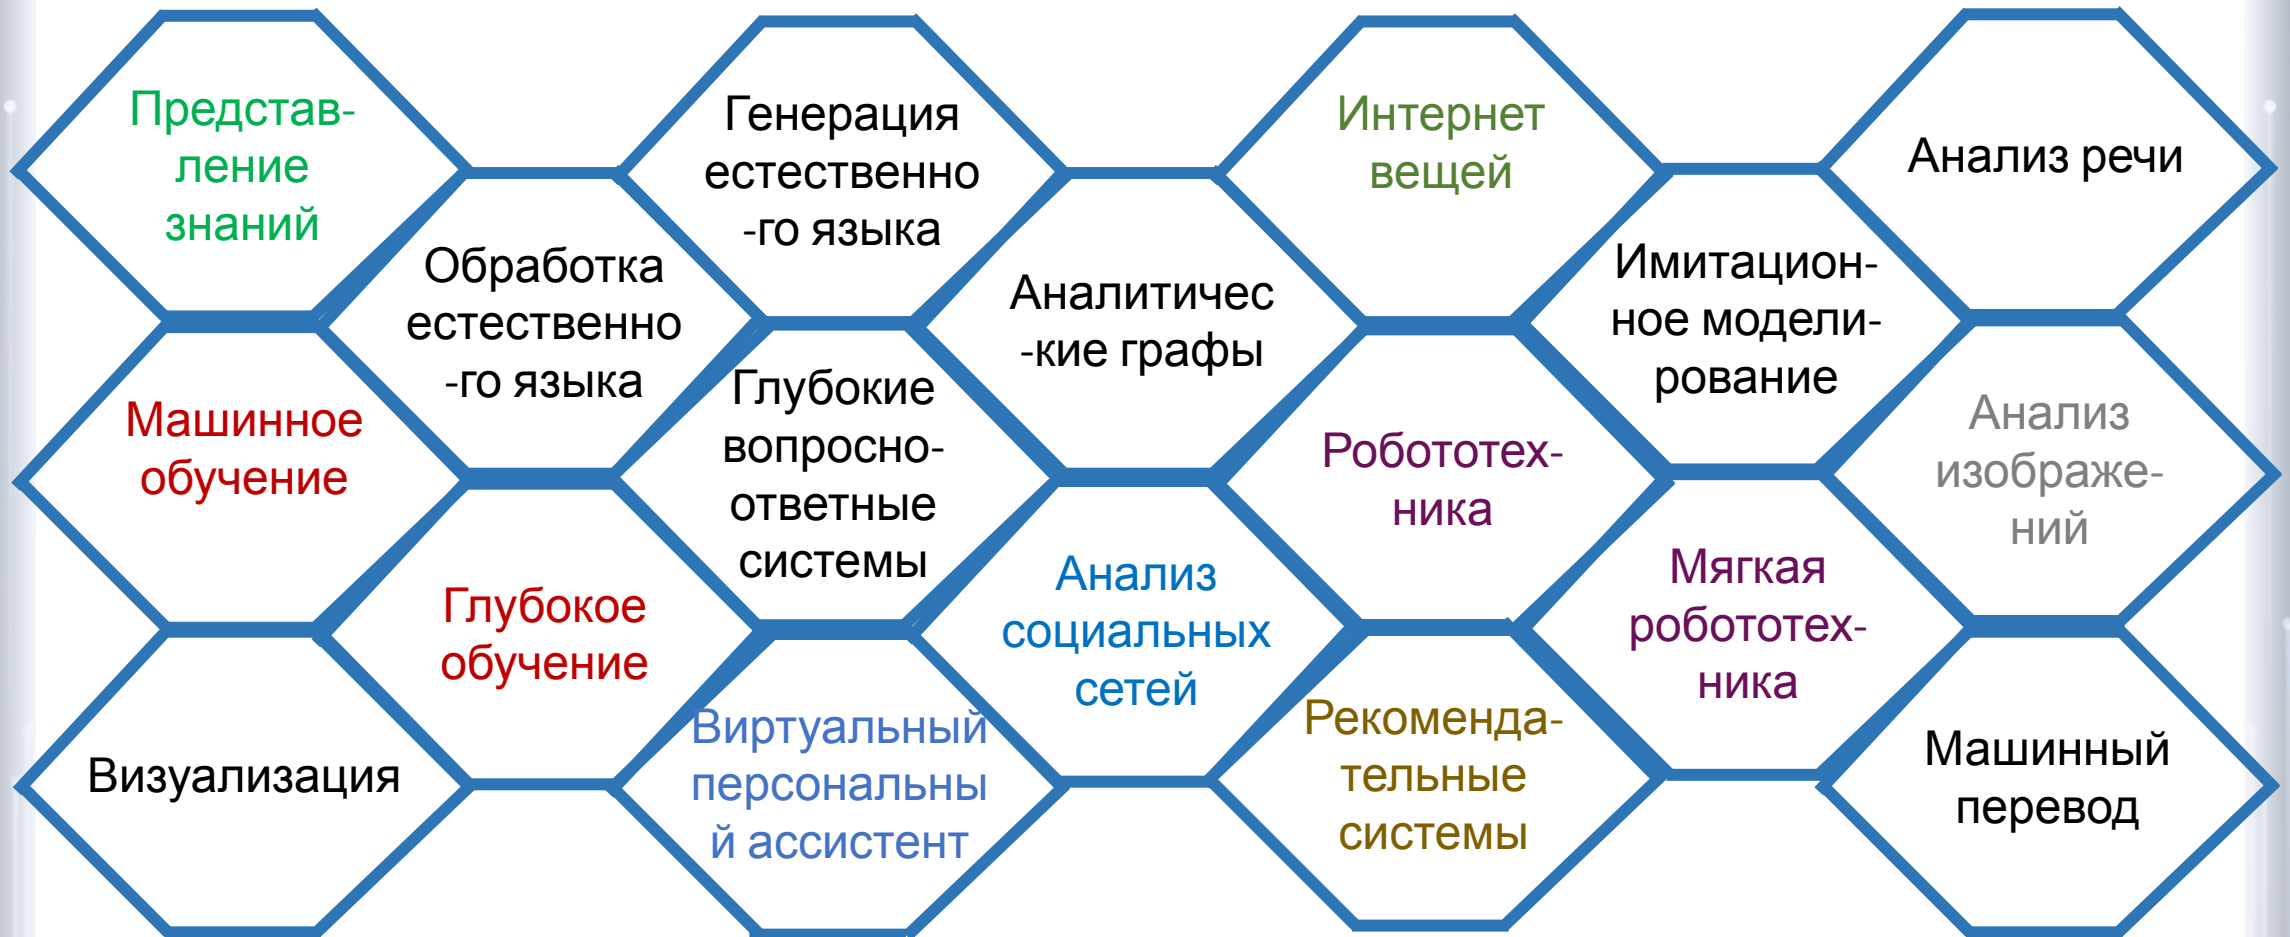 Представ-
ление
знаний
Машинное
обучение
Визуализация
Обработка
естественно
-го языка
Глубокое
обучение
Генерация
естественно
-го языка
Глубокие
вопросно-
ответные
системы
Виртуальный
персональны
й ассистент
Аналитичес
-кие графы
Анализ
социальных
сетей
Интернет
вещей
Робототех-
ника
Рекоменда-
тельные
системы
Имитацион-
ное модели-
рование
Мягкая
робототех-
ника
Анализ речи
Анализ
изображе-
ний
Машинный
перевод